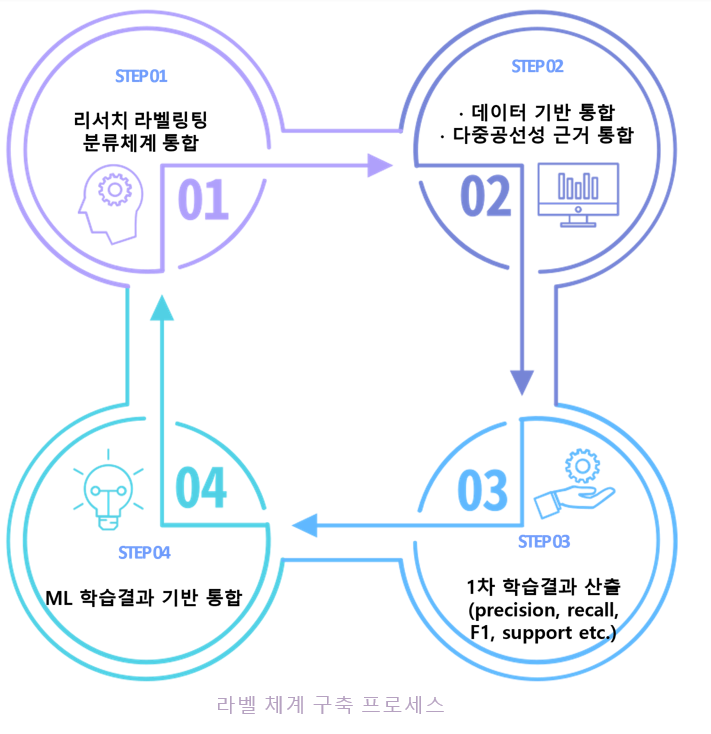 STEP 01
리서치 라벨링팅
분류체계 통합
01
STEP 02
· 데이터 기반 통합
· 다중공선성 근거 통합
02
03
STEP 03
1차 학습결과 산출
(precision, recall,
F1, support etc.)
04
STEP 04
ML 학습결과 기반 통합
라벨 체계 구축 프로세스